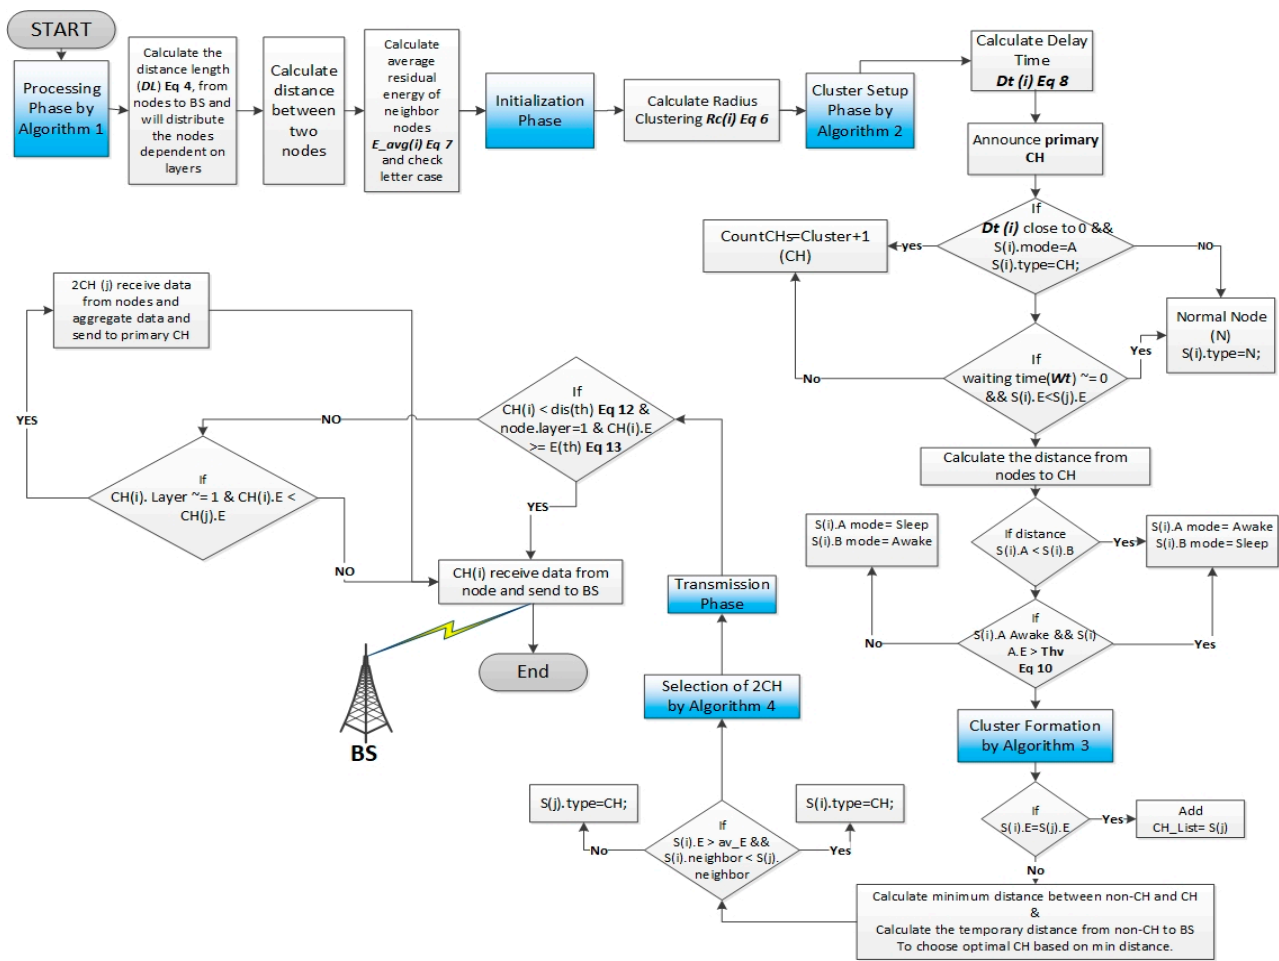 START
Processing
Phase by
Algorithm 1
Calculate the
distance length
(DL) Eq 4, from
nodes to BS and
will distribute
the nodes
dependent on
layers
Calculate
distance
between
two
nodes
Calculate
average
residual
energy of
neighbor
nodes
E_avg(i) Eq 7
and check
letter case
Initialization
Phase
Calculate Radius
Clustering Rc(i) Eq 6
Cluster Setup
Phase by
Algorithm 2
Calculate Delay
Time
Dt (i) Eq 8
Announce primary
CH
If
Dt (i) close to 0 &&
S(i).mode=A
S(i).type=CH;
yes
NO
CountCHs=Cluster+1
(CH)
Normal Node
(N)
S(i).type=N;
If
waiting time(Wt) ~= 0
&& S(i).E<S(j).E
Yes
No
Calculate the distance from
nodes to CH
If distance
S(i).A < S(i).B
Yes
S(i).A mode= Awake
S(i).B mode= Sleep
S(i).A mode= Sleep
S(i).B mode= Awake
If
S(i).A Awake && S(i)
A.E > Thv
Eq 10
No
Yes
Cluster Formation
by Algorithm 3
If
S(i).E=S(j).E
Yes
Add
CH_List= S(j)
No
Calculate minimum distance between non-CH and CH
&
Calculate the temporary distance from non-CH to BS
To choose optimal CH based on min distance.
If
S(i).E > av_E &&
S(i).neighbor < S(j).
neighbor
No
Yes
S(j).type=CH;
S(i).type=CH;
Selection of 2CH
by Algorithm 4
Transmission
Phase
If
CH(i) < dis(th) Eq 12 &
node.layer=1 & CH(i).E
>= E(th) Eq 13
NO
YES
If
CH(i). Layer ~= 1 & CH(i).E <
CH(j).E
YES
NO
2CH (j) receive data
from nodes and
aggregate data and
send to primary CH
CH(i) receive data from
node and send to BS
End
BS